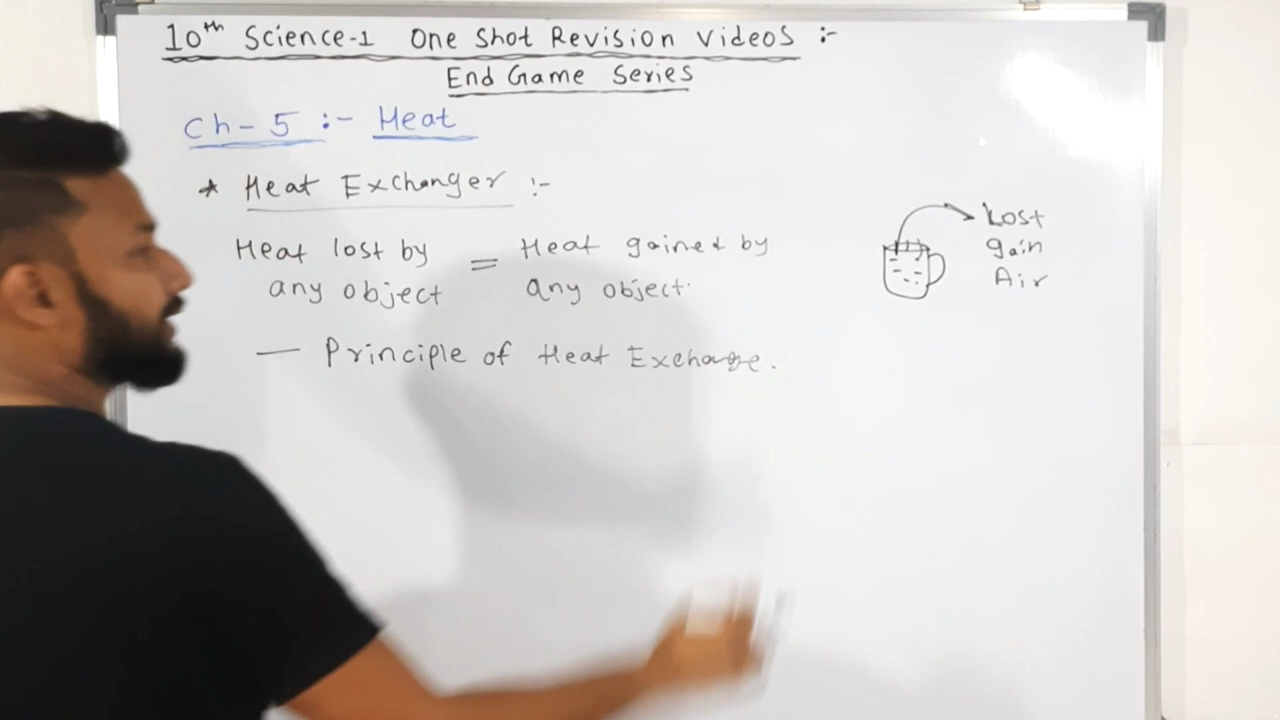 10th Science-1 One Shot Revision Videos :-
End Game Series
Ch-5 :- Heat
* Heat Exchanger :-
Heat lost by = Heat gained by
any object any object.
— Principle of Heat Exchange.
Lost
gain
Air